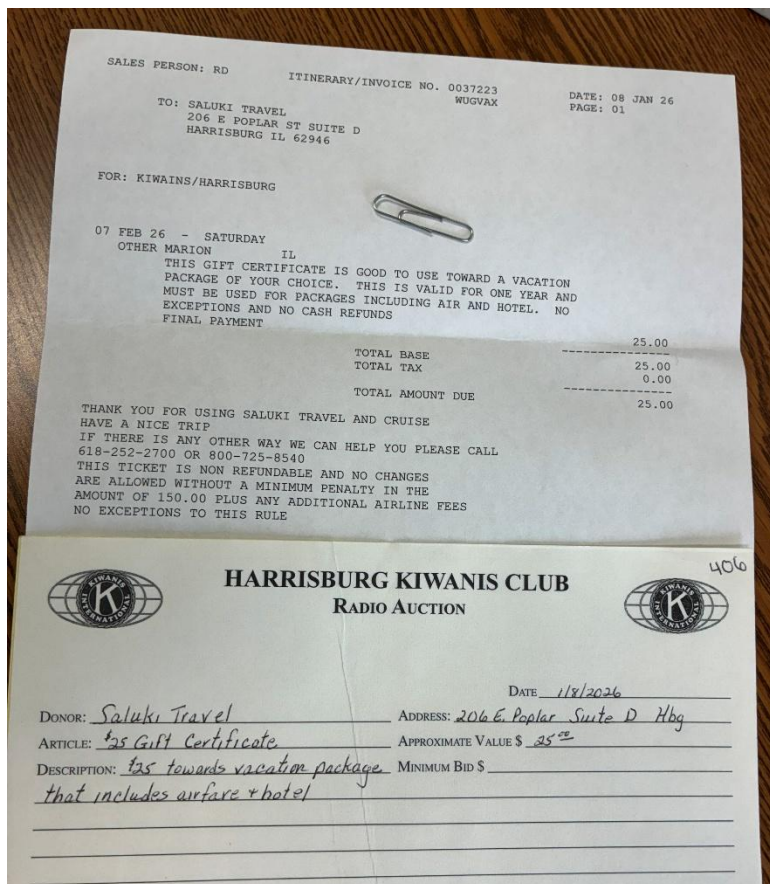 SALES PERSON: RD ITINERARY/INVOICE NO. 0037223 DATE: 08 JAN 26
WUGVAX PAGE: 01
TO: SALUKI TRAVEL
206 E POPLAR ST SUITE D
HARRISBURG IL 62946
FOR: KIWAINS/HARRISBURG
07 FEB 26 - SATURDAY
OTHER MARION IL
THIS GIFT CERTIFICATE IS GOOD TO USE TOWARD A VACATION
PACKAGE OF YOUR CHOICE. THIS IS VALID FOR ONE YEAR AND
MUST BE USED FOR PACKAGES INCLUDING AIR AND HOTEL. NO
EXCEPTIONS AND NO CASH REFUNDS
FINAL PAYMENT 25.00
TOTAL BASE 25.00
TOTAL TAX 0.00
TOTAL AMOUNT DUE 25.00
THANK YOU FOR USING SALUKI TRAVEL AND CRUISE
HAVE A NICE TRIP
IF THERE IS ANY OTHER WAY WE CAN HELP YOU PLEASE CALL
618-252-2700 OR 800-725-8540
THIS TICKET IS NON REFUNDABLE AND NO CHANGES
ARE ALLOWED WITHOUT A MINIMUM PENALTY IN THE
AMOUNT OF 150.00 PLUS ANY ADDITIONAL AIRLINE FEES
NO EXCEPTIONS TO THIS RULE
406
KIWANIS K INTERNATIONAL
HARRISBURG KIWANIS CLUB
RADIO AUCTION
KIWANIS K INTERNATIONAL
DATE 1/8/2026
DONOR: Saluki Travel ADDRESS: 206 E. Poplar Suite D Hbg
ARTICLE: $25 Gift Certificate APPROXIMATE VALUE $ 25.00
DESCRIPTION: $25 towards vacation package MINIMUM BID $
that includes airfare + hotel